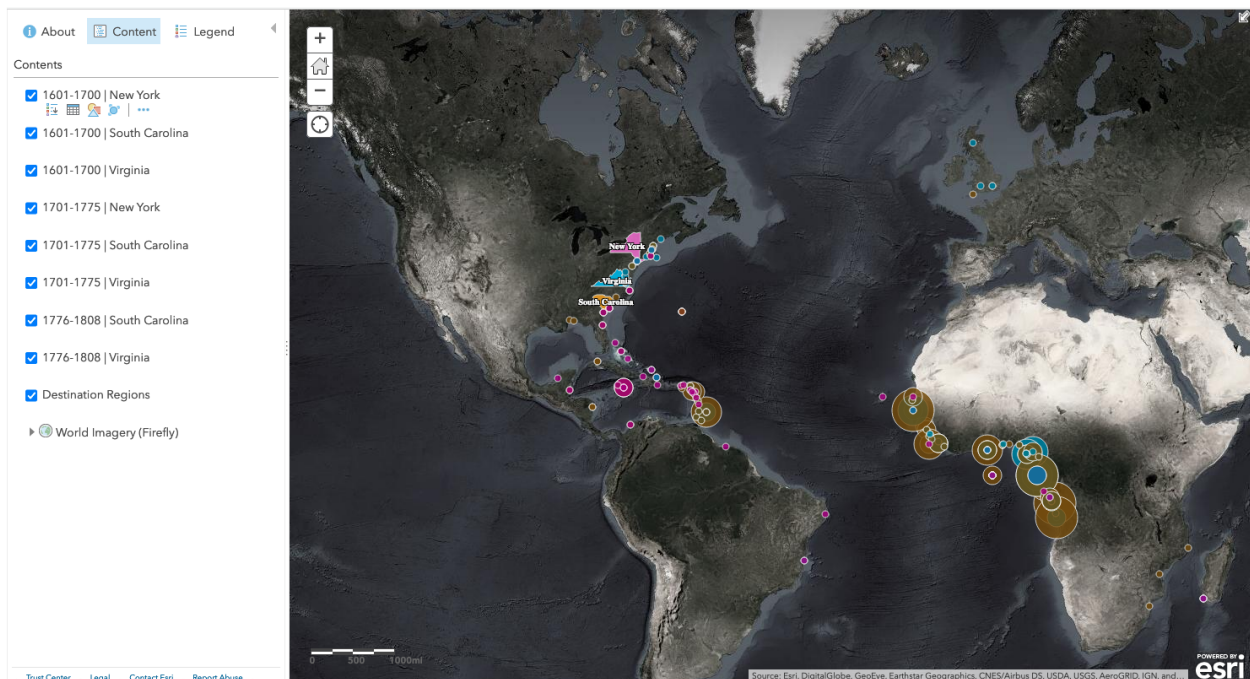 About Content Legend
Contents
1601-1700 | New York
1601-1700 | South Carolina
1601-1700 | Virginia
1701-1775 | New York
1701-1775 | South Carolina
1701-1775 | Virginia
1776-1808 | South Carolina
1776-1808 | Virginia
Destination Regions
World Imagery (Firefly)
Trust Center Legal Contact Esri Report Abuse
+
−
New York
Virginia
South Carolina
0 500 1000ml
POWERED BY
esri
Source: Esri, DigitalGlobe, GeoEye, Earthstar Geographics, CNES/Airbus DS, USDA, USGS, AeroGRID, IGN, and...